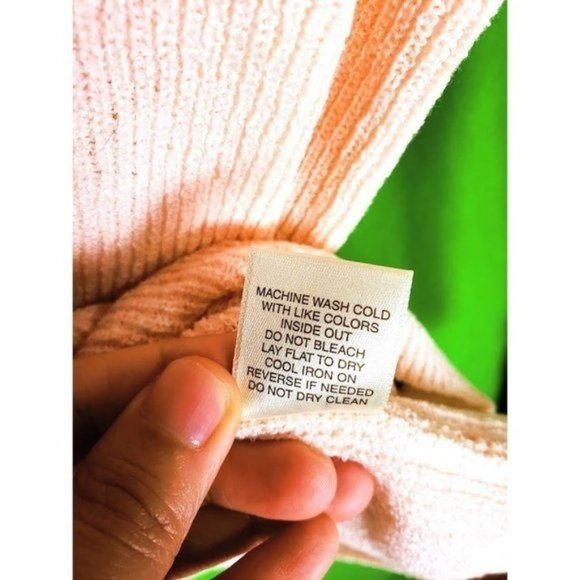 MACHINE WASH COLD
WITH LIKE COLORS
INSIDE OUT
DO NOT BLEACH
LAY FLAT TO DRY
COOL IRON ON
REVERSE IF NEEDED
DO NOT DRY CLEAN